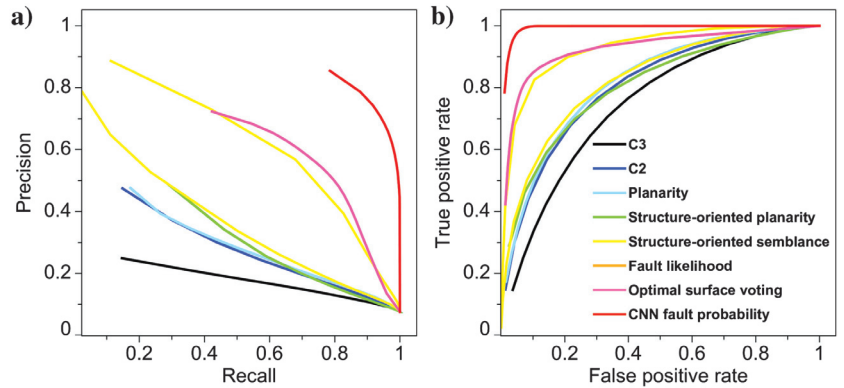 a)
1
0.8
0.6
0.4
0.2
0
Precision
0.2
0.4
0.6
0.8
1
Recall
b)
1
0.8
0.6
0.4
0.2
0
True positive rate
C3
C2
Planarity
Structure-oriented planarity
Structure-oriented semblance
Fault likelihood
Optimal surface voting
CNN fault probability
0.2
0.4
0.6
0.8
1
False positive rate